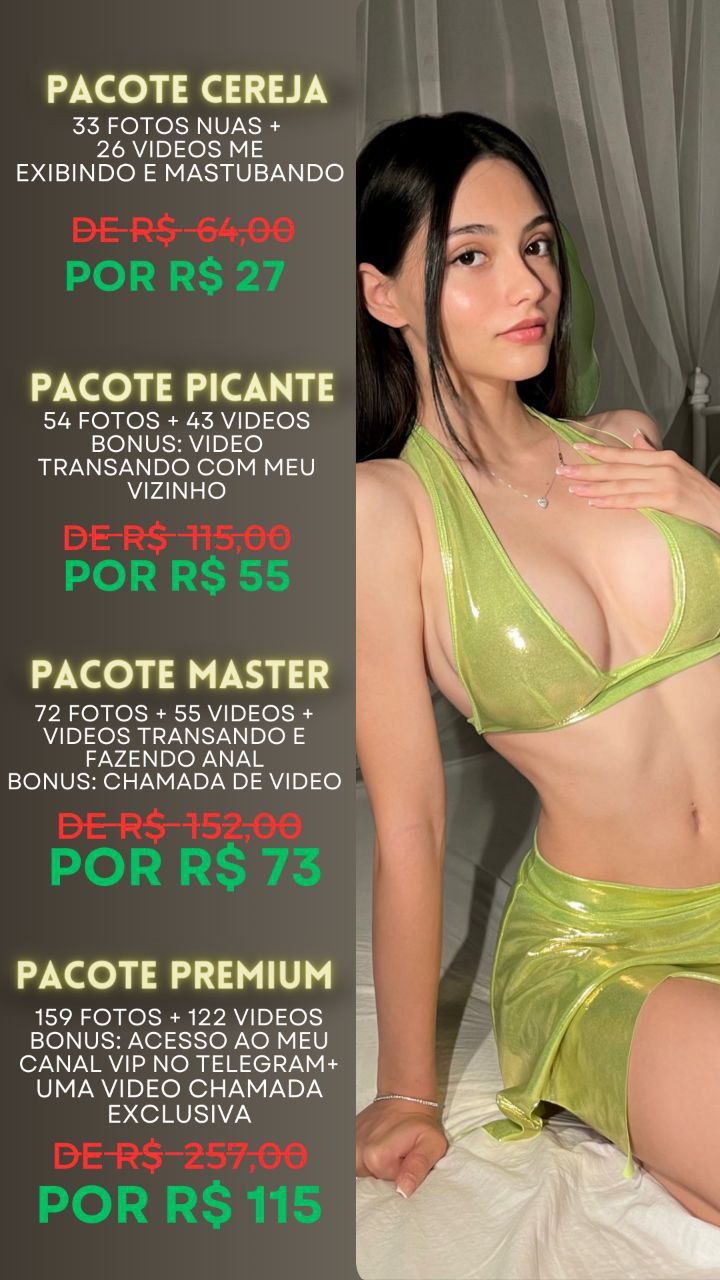 PACOTE CEREJA
33 FOTOS NUAS +
26 VIDEOS ME
EXIBINDO E MASTUBANDO
DE R$ 64,00
POR R$ 27
PACOTE PICANTE
54 FOTOS + 43 VIDEOS
BONUS: VIDEO
TRANSANDO COM MEU
VIZINHO
DE R$ 115,00
POR R$ 55
PACOTE MASTER
72 FOTOS + 55 VIDEOS +
VIDEOS TRANSANDO E
FAZENDO ANAL
BONUS: CHAMADA DE VIDEO
DE R$ 152,00
POR R$ 73
PACOTE PREMIUM
159 FOTOS + 122 VIDEOS
BONUS: ACESSO AO MEU
CANAL VIP NO TELEGRAM+
UMA VIDEO CHAMADA
EXCLUSIVA
DE R$ 257,00
POR R$ 115